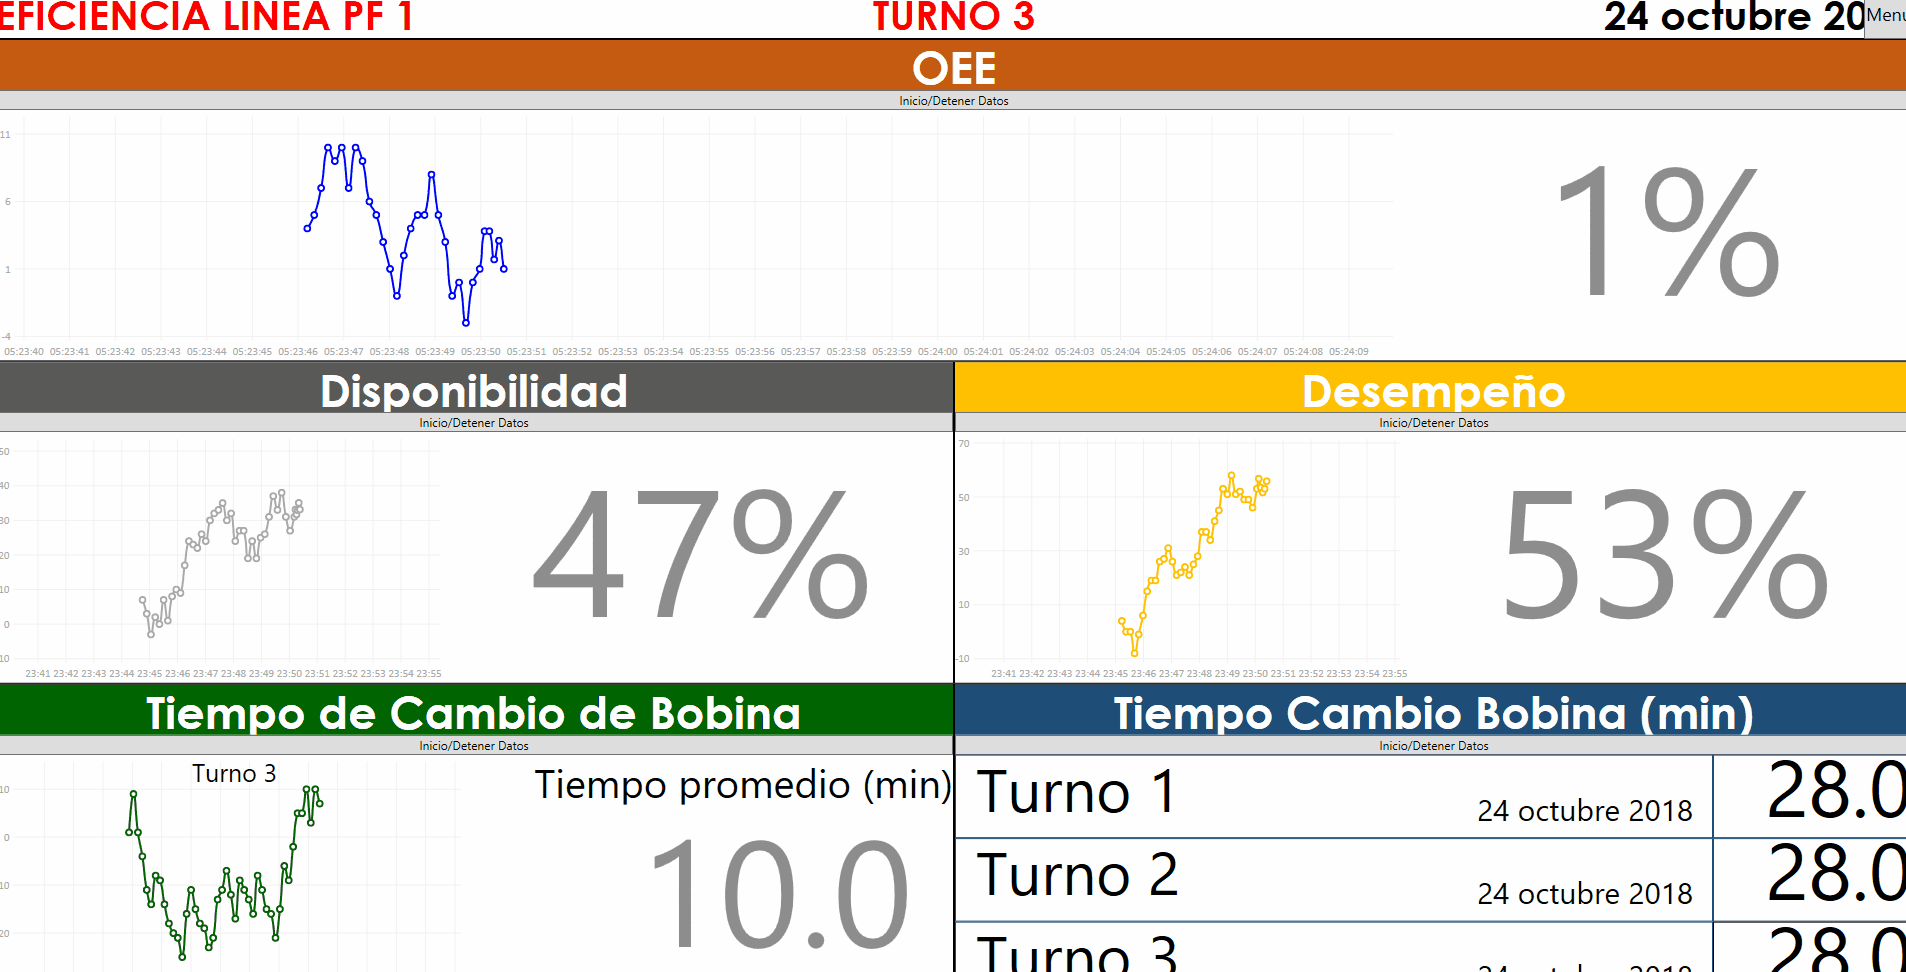 EFICIENCIA LINEA PF 1
TURNO 3
24 octubre 20
Menu
OEE
Inicio/Detener Datos
11
6
1
-4
05:23:40 05:23:41 05:23:42 05:23:43 05:23:44 05:23:45 05:23:46 05:23:47 05:23:48 05:23:49 05:23:50 05:23:51 05:23:52 05:23:53 05:23:54 05:23:55 05:23:56 05:23:57 05:23:58 05:23:59 05:24:00 05:24:01 05:24:02 05:24:03 05:24:04 05:24:05 05:24:06 05:24:07 05:24:08 05:24:09
1%
Disponibilidad
Inicio/Detener Datos
50
40
30
20
10
0
10
23:41 23:42 23:43 23:44 23:45 23:46 23:47 23:48 23:49 23:50 23:51 23:52 23:53 23:54 23:55
47%
Desempeño
Inicio/Detener Datos
70
50
30
10
-10
23:41 23:42 23:43 23:44 23:45 23:46 23:47 23:48 23:49 23:50 23:51 23:52 23:53 23:54 23:55
53%
Tiempo de Cambio de Bobina
Inicio/Detener Datos
Turno 3
10
0
10
20
Tiempo promedio (min)
10.0
Tiempo Cambio Bobina (min)
Inicio/Detener Datos
Turno 1
24 octubre 2018
28.0
Turno 2
24 octubre 2018
28.0
Turno 3
24 octubre 2018
28.0